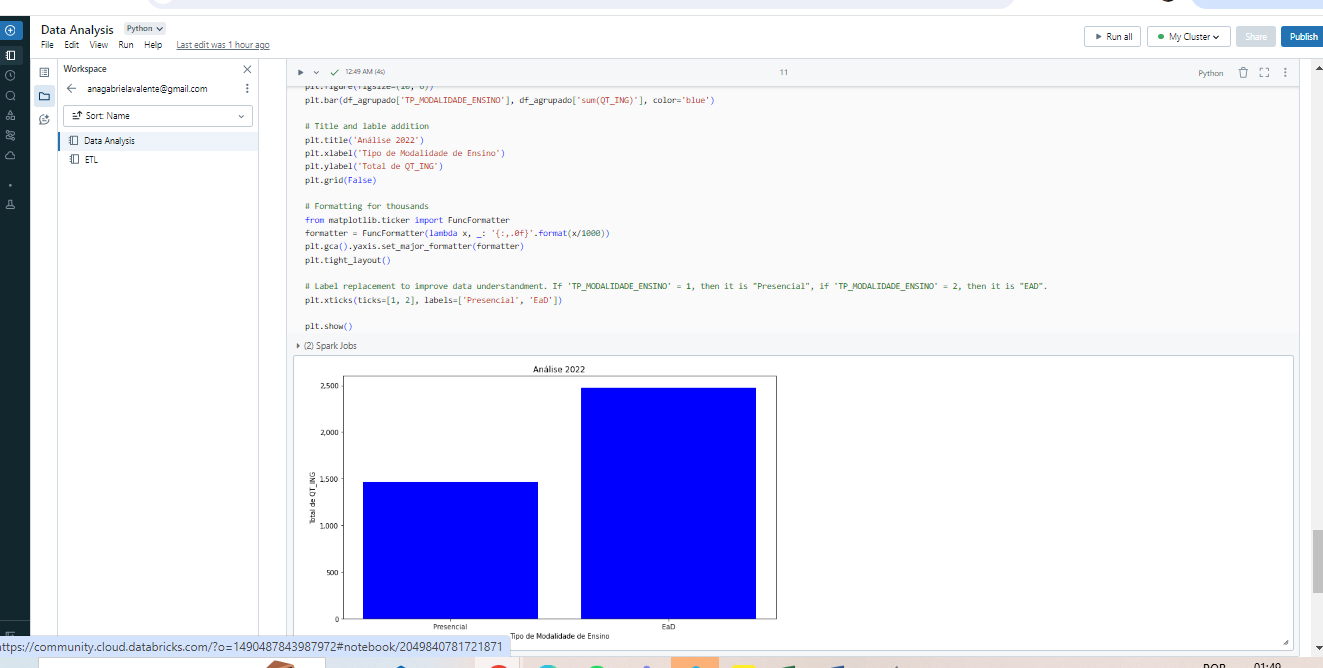 Data Analysis Python
File Edit View Run Help Last edit was 1 hour ago
Run all My Cluster Share Publish
Workspace
anagabrielavalente@gmail.com
Sort: Name
Data Analysis
ETL
12:49 AM (4s) 11 Python
plt.figure(figsize=(10, 6))
plt.bar(df_agrupado['TP_MODALIDADE_ENSINO'], df_agrupado['sum(QT_ING)'], color='blue')
# Title and lable addition
plt.title('Análise 2022')
plt.xlabel('Tipo de Modalidade de Ensino')
plt.ylabel('Total de QT_ING')
plt.grid(False)
# Formatting for thousands
from matplotlib.ticker import FuncFormatter
formatter = FuncFormatter(lambda x, _: '{:,.0f}'.format(x/1000))
plt.gca().yaxis.set_major_formatter(formatter)
plt.tight_layout()
# Label replacement to improve data understandment. If 'TP_MODALIDADE_ENSINO' = 1, then it is "Presencial", if 'TP_MODALIDADE_ENSINO' = 2, then it is "EAD".
plt.xticks(ticks=[1, 2], labels=['Presencial', 'EaD'])
plt.show()
(2) Spark Jobs
Análise 2022
2,500
2,000
1,500
1,000
500
0
Total de QT_ING
Presencial EaD
Tipo de Modalidade de Ensino
ttps://community.cloud.databricks.com/?o=1490487843987972#notebook/2049840781721871
POR 01:49